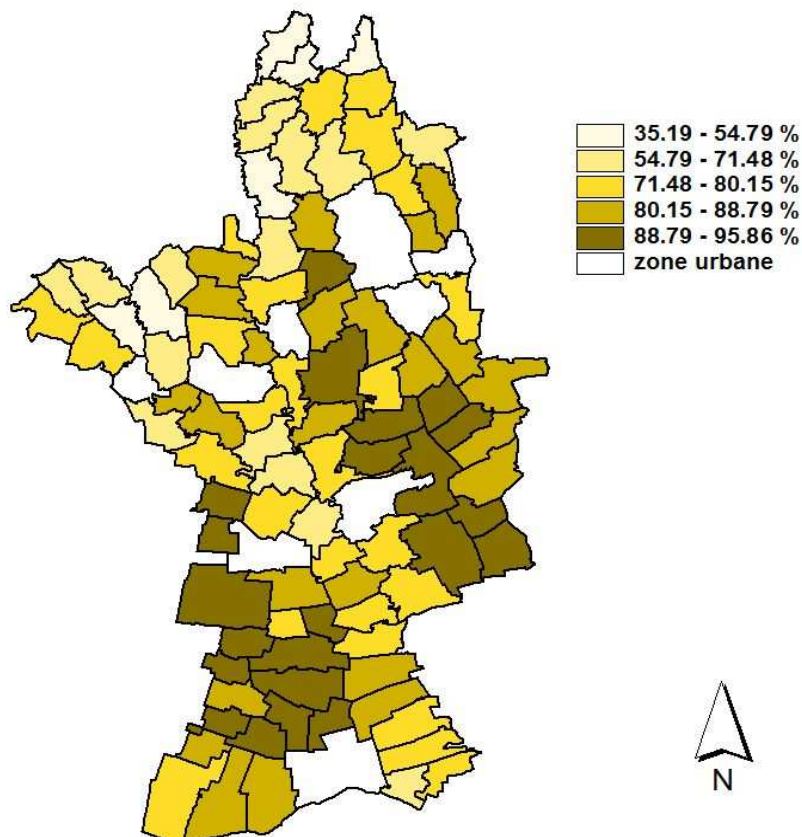 35.19 - 54.79 %
54.79 - 71.48 %
71.48 - 80.15 %
80.15 - 88.79 %
88.79 - 95.86 %
zone urbane
N